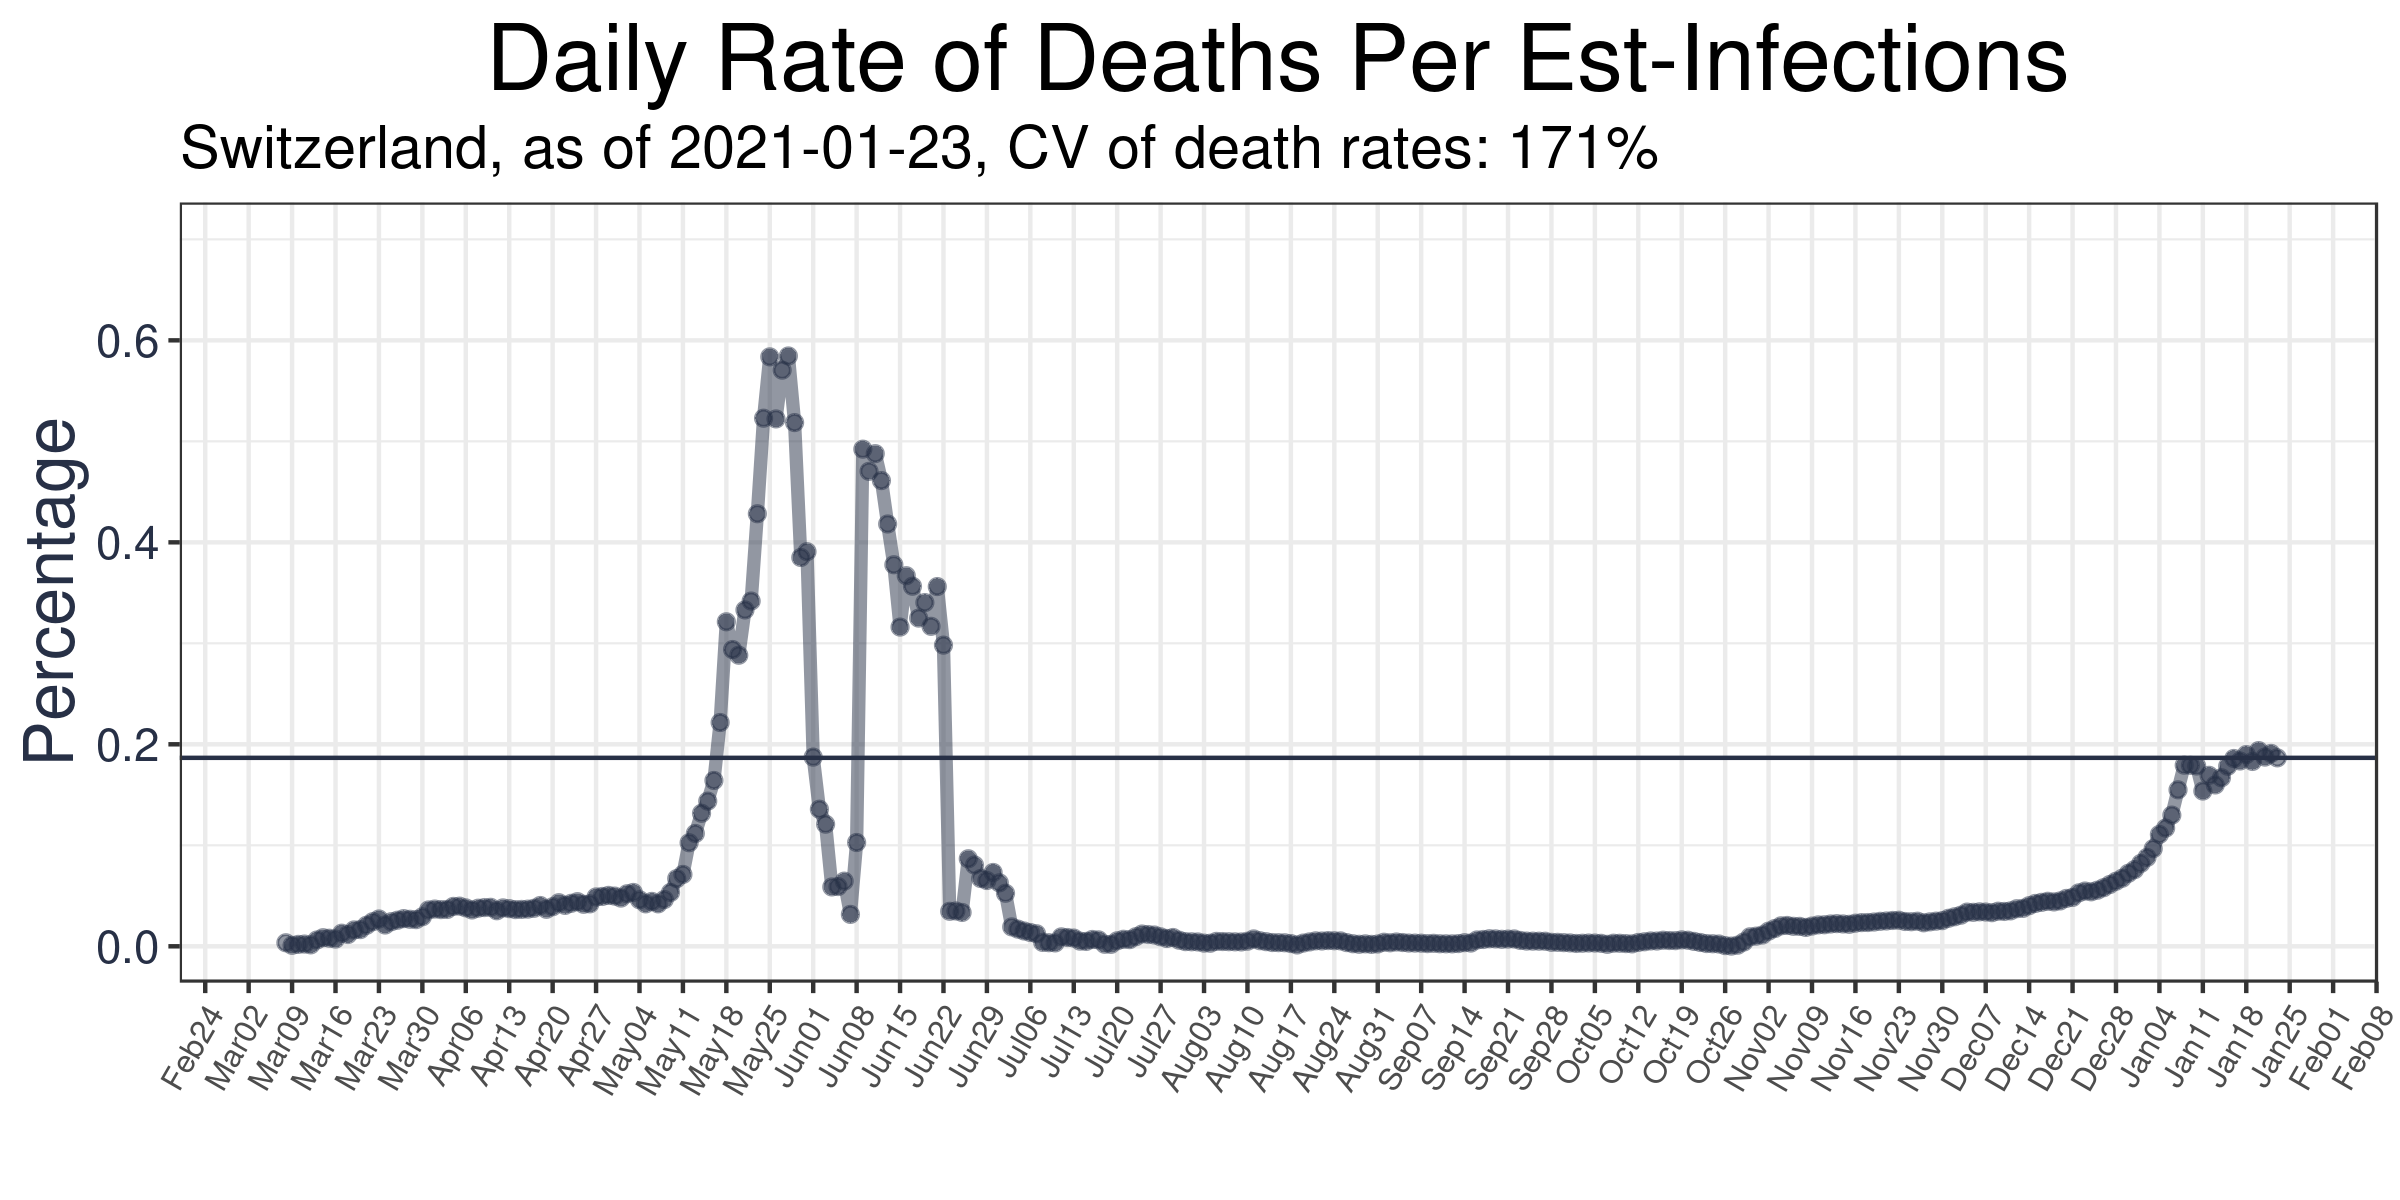 Daily Rate of Deaths Per Est-Infections
Switzerland, as of 2021-01-23, CV of death rates: 171%
Percentage
0.6
0.4
0.2
0.0
Feb24
Mar02
Mar09
Mar16
Mar23
Mar30
Apr06
Apr13
Apr20
Apr27
May04
May11
May18
May25
Jun01
Jun08
Jun15
Jun22
Jun29
Jul06
Jul13
Jul20
Jul27
Aug03
Aug10
Aug17
Aug24
Aug31
Sep07
Sep14
Sep21
Sep28
Oct05
Oct12
Oct19
Oct26
Nov02
Nov09
Nov16
Nov23
Nov30
Dec07
Dec14
Dec21
Dec28
Jan04
Jan11
Jan18
Jan25
Feb01
Feb08